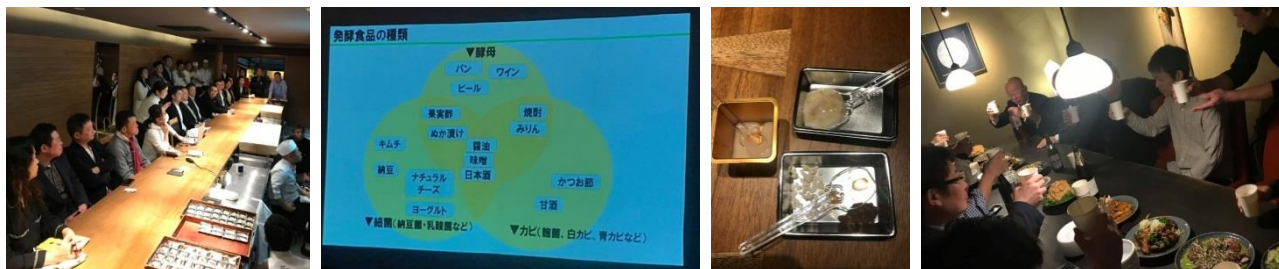 発酵食品の種類
▼酵母
パン
ワイン
ビール
果実酢
焼酎
ぬか漬け
みりん
キムチ
醤油
味噌
納豆
日本酒
ナチュラル
チーズ
かつお節
ヨーグルト
甘酒
▼細菌(納豆菌・乳酸菌など)
▼カビ(麹菌、白カビ、青カビなど)